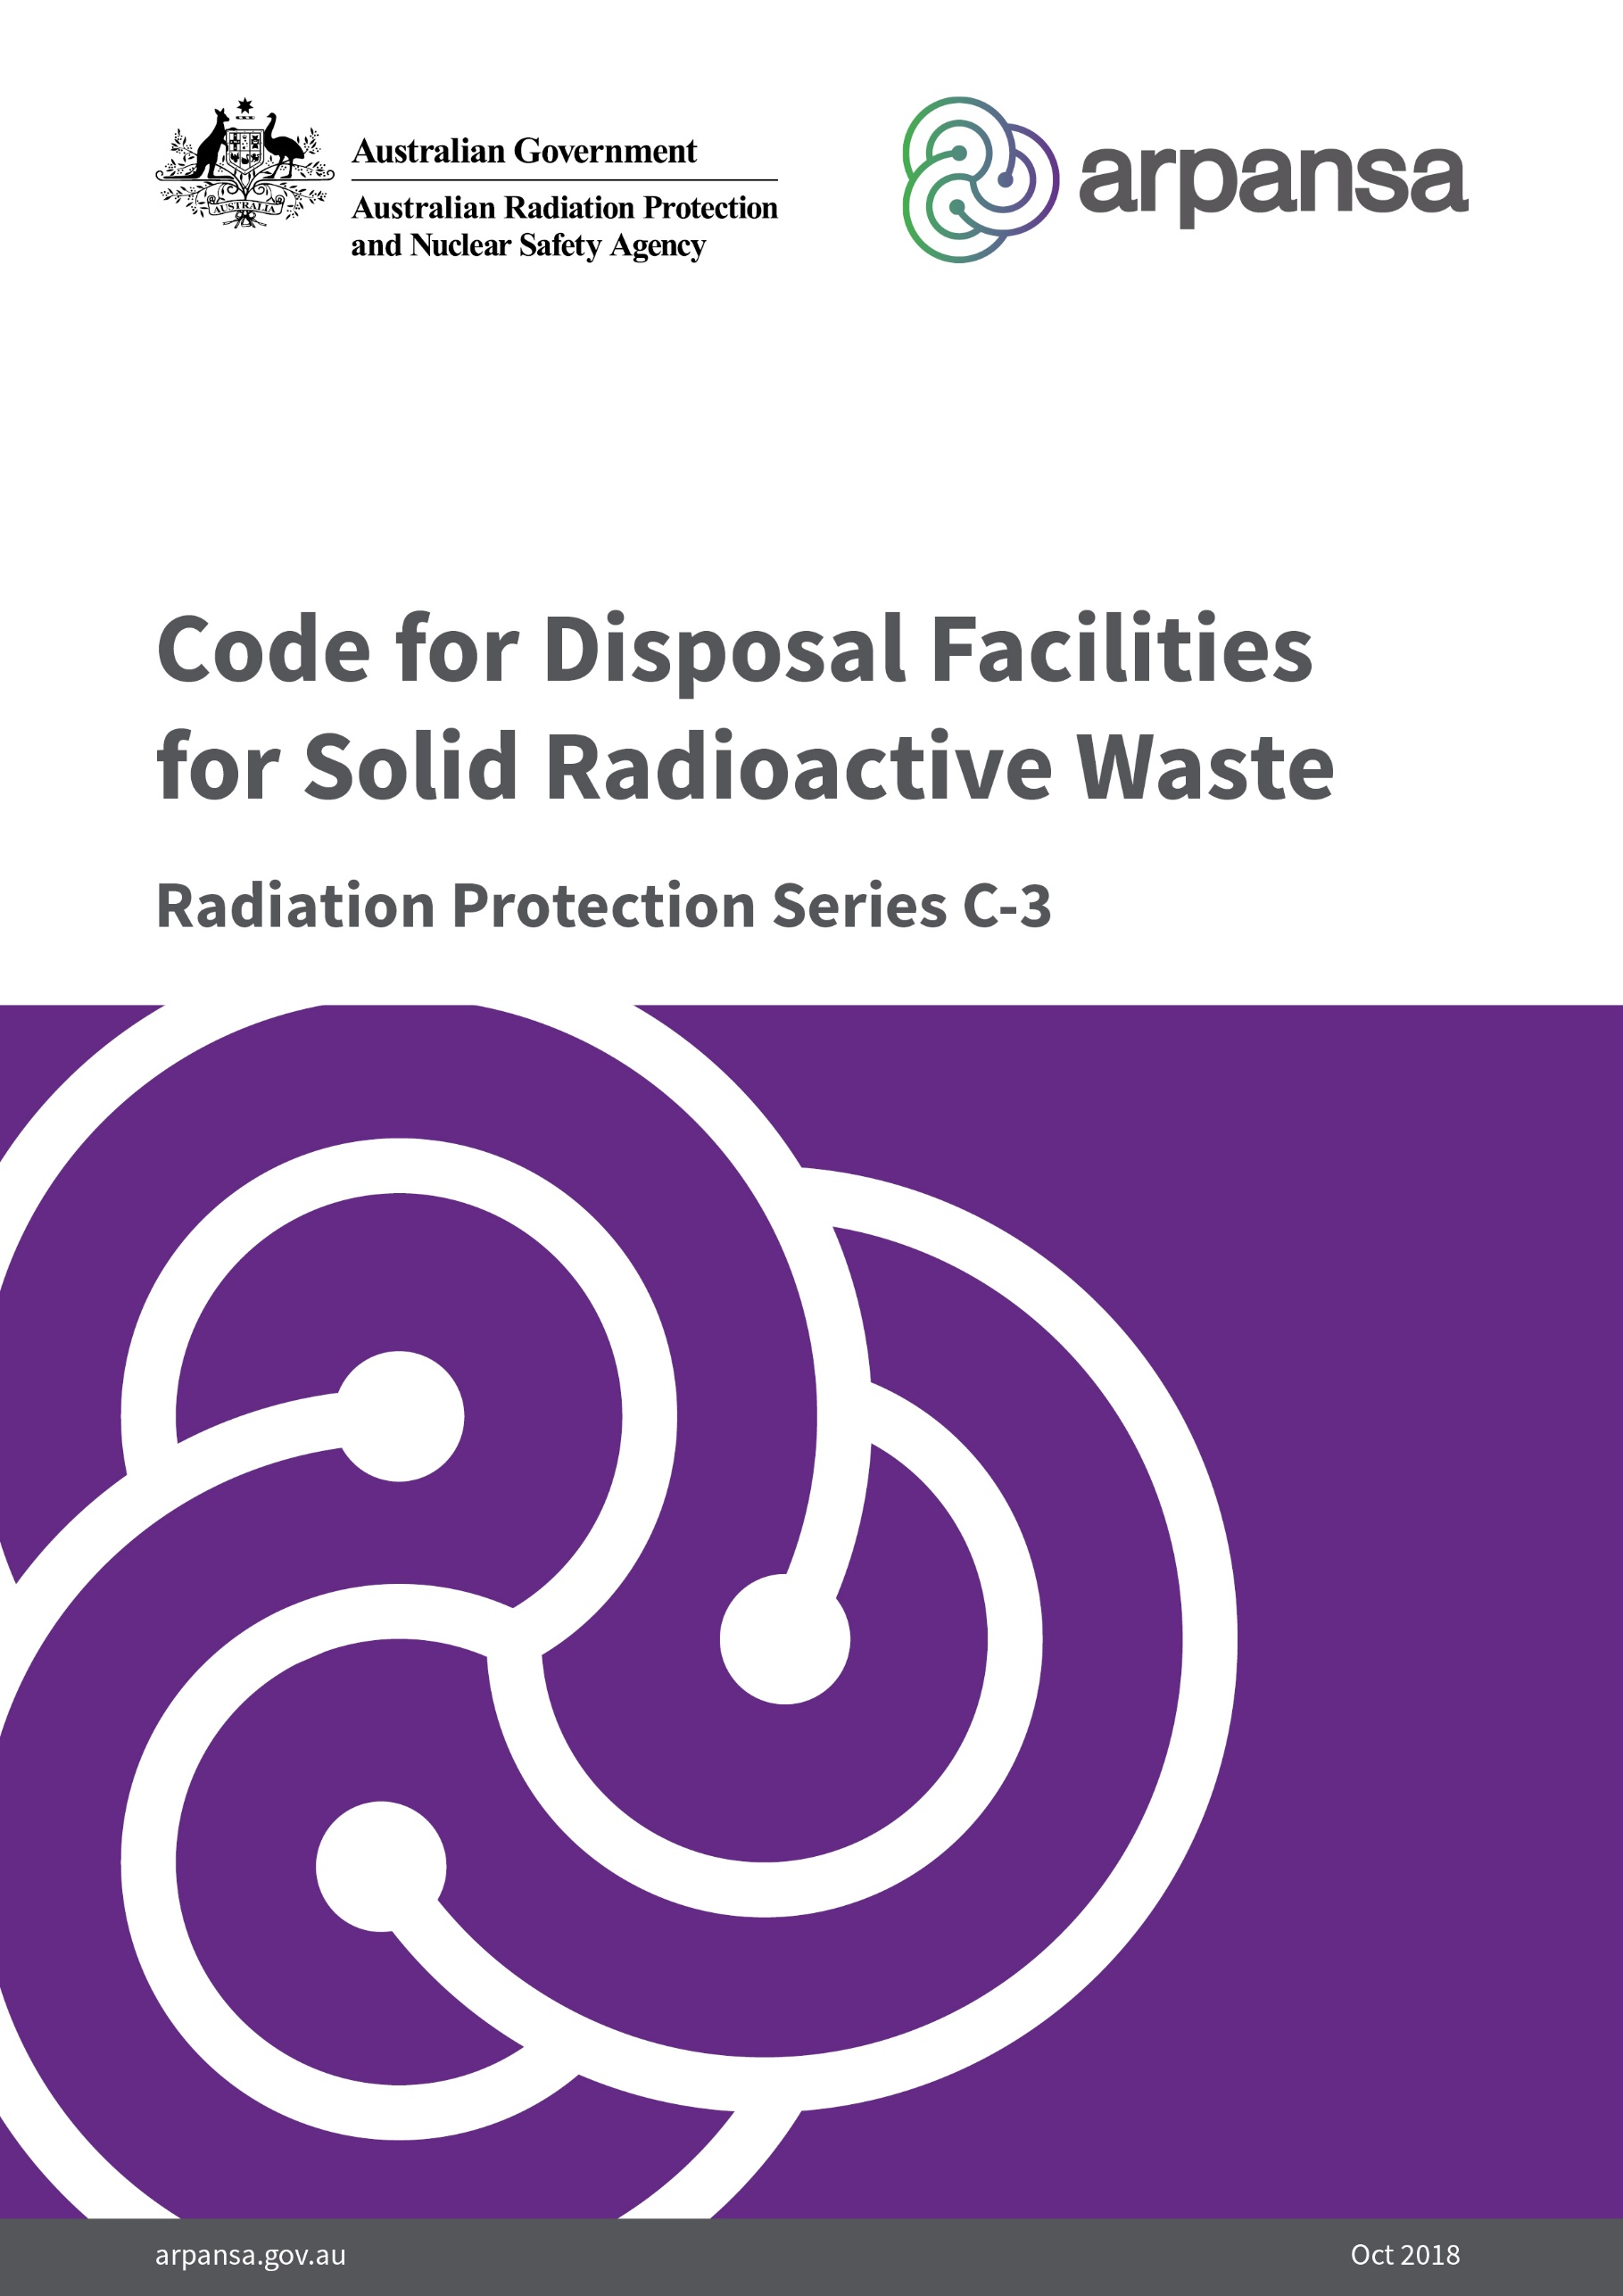 AUSTRALIA
Australian Government
Australian Radiation Protection
and Nuclear Safety Agency
arpansa
Code for Disposal Facilities
for Solid Radioactive Waste
Radiation Protection Series C-3
arpansa.gov.au
Oct 2018